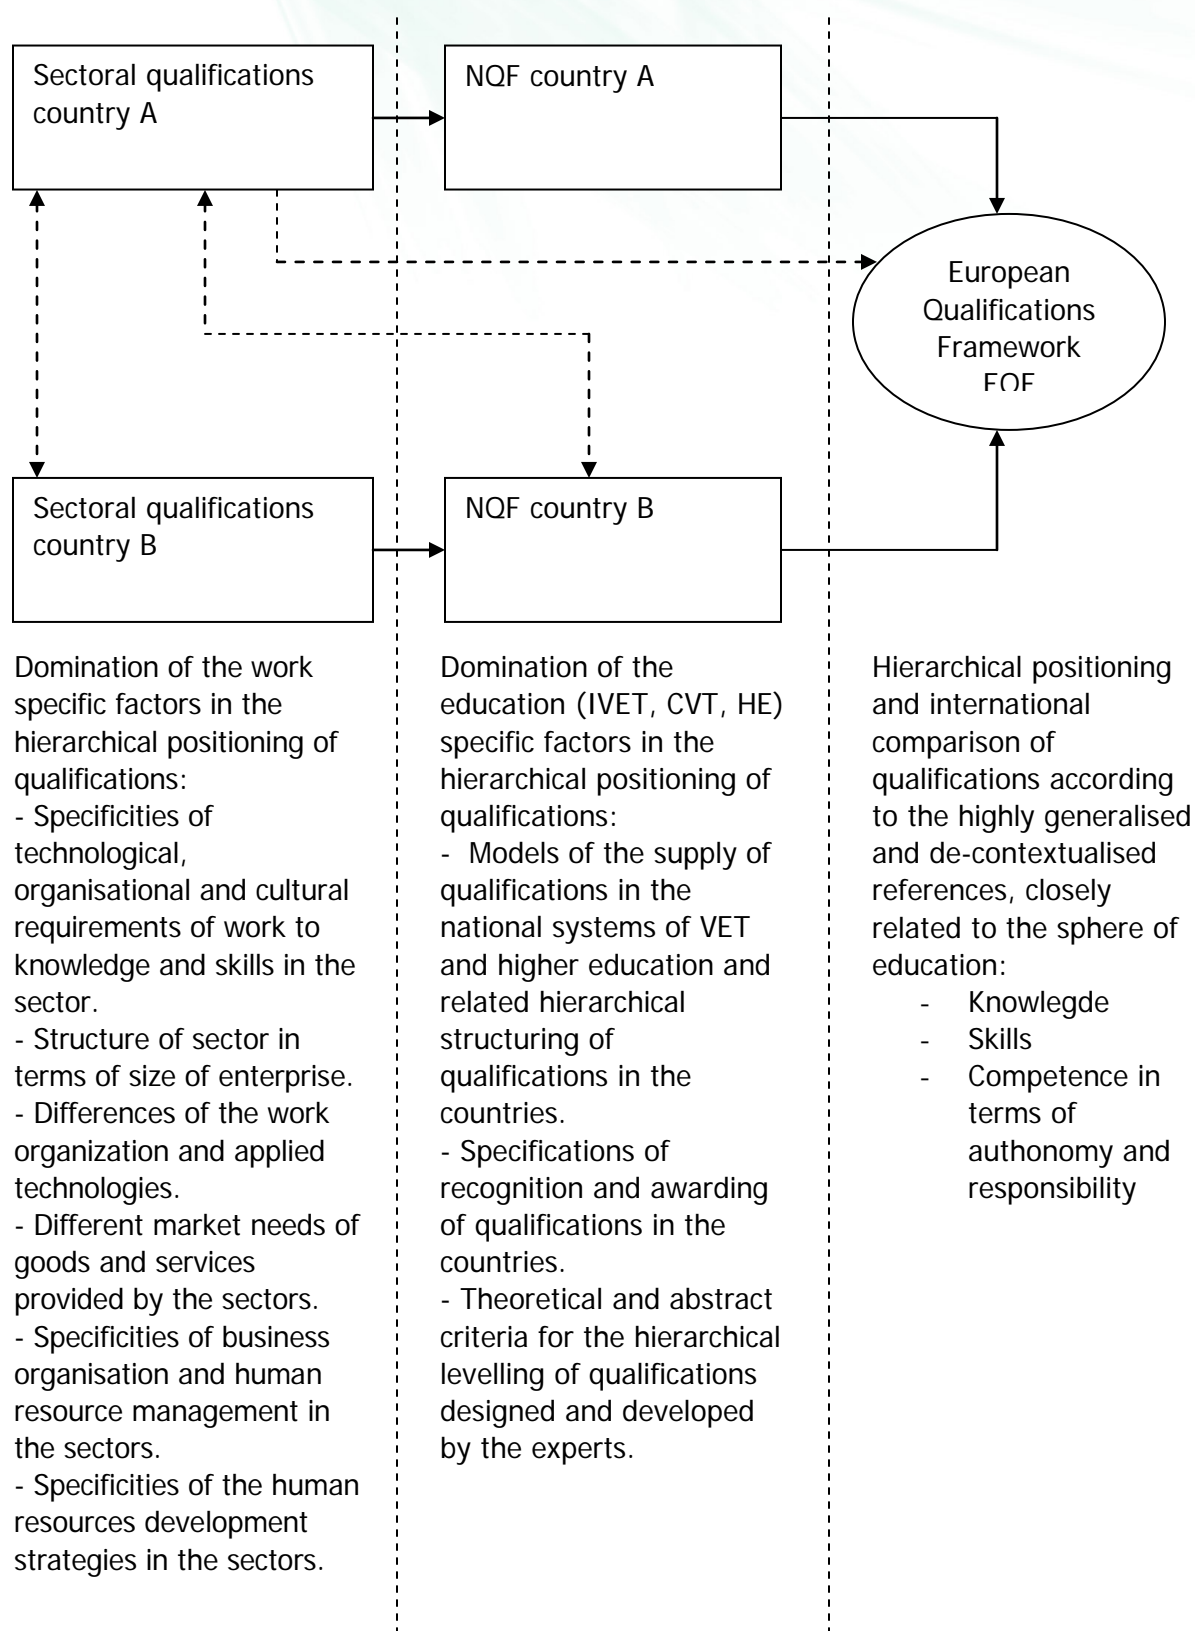 Sectoral qualifications
country A
NQF country A
European
Qualifications
Framework
EQF
Sectoral qualifications
country B
NQF country B
Domination of the work
specific factors in the
hierarchical positioning of
qualifications:
- Specificities of
technological,
organisational and cultural
requirements of work to
knowledge and skills in the
sector.
- Structure of sector in
terms of size of enterprise.
- Differences of the work
organization and applied
technologies.
- Different market needs of
goods and services
provided by the sectors.
- Specificities of business
organisation and human
resource management in
the sectors.
- Specificities of the human
resources development
strategies in the sectors.
Domination of the
education (IVET, CVT, HE)
specific factors in the
hierarchical positioning of
qualifications:
- Models of the supply of
qualifications in the
national systems of VET
and higher education and
related hierarchical
structuring of
qualifications in the
countries.
- Specifications of
recognition and awarding
of qualifications in the
countries.
- Theoretical and abstract
criteria for the hierarchical
levelling of qualifications
designed and developed
by the experts.
Hierarchical positioning
and international
comparison of
qualifications according
to the highly generalised
and de-contextualised
references, closely
related to the sphere of
education:
- Knowlegde
- Skills
- Competence in
terms of
authonomy and
responsibility